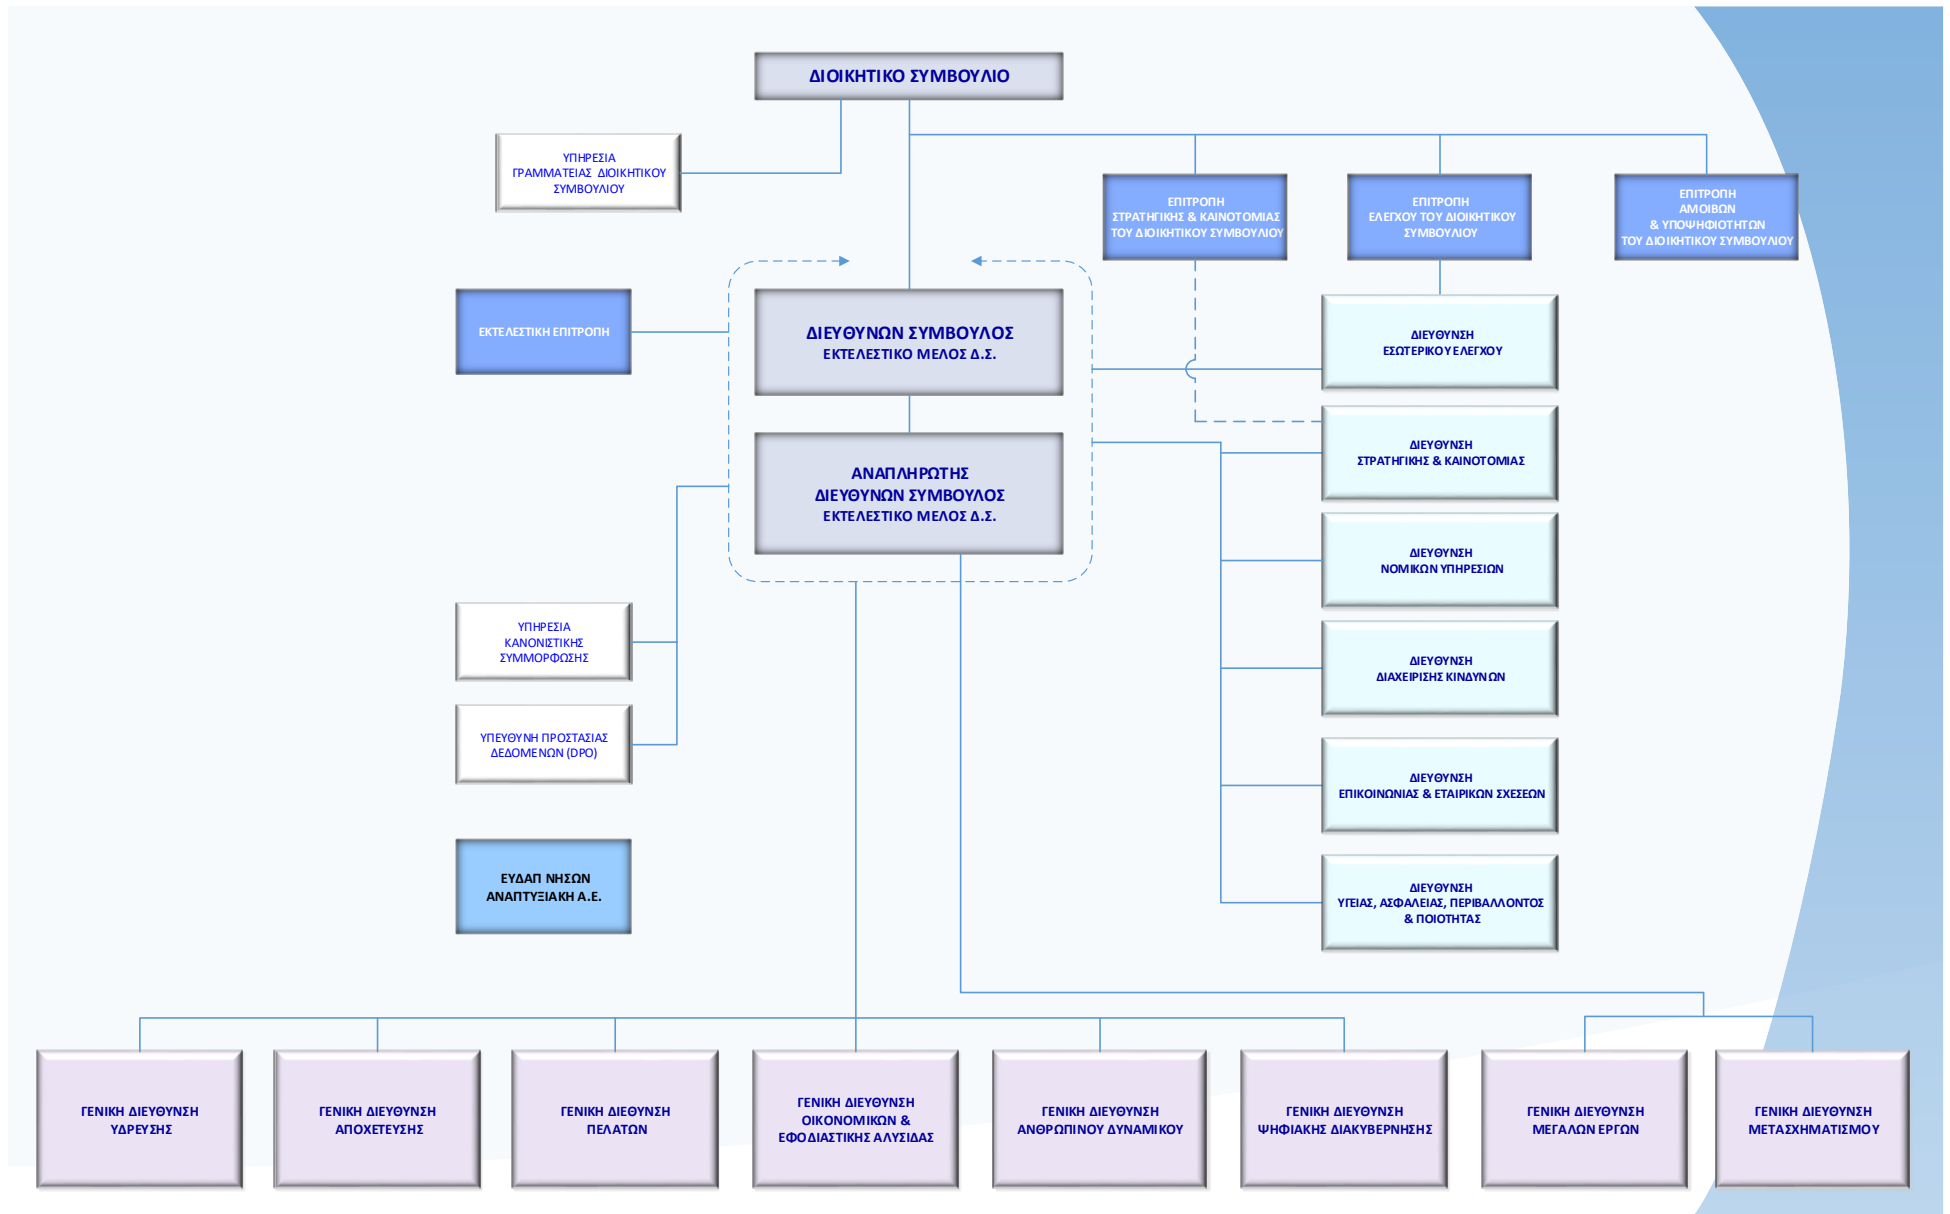 ΔΙΟΙΚΗΤΙΚΟ ΣΥΜΒΟΥΛΙΟ
ΥΠΗΡΕΣΙΑ
ΓΡΑΜΜΑΤΕΙΑΣ ΔΙΟΙΚΗΤΙΚΟΥ
ΣΥΜΒΟΥΛΙΟΥ
ΕΠΙΤΡΟΠΗ
ΣΤΡΑΤΗΓΙΚΗΣ & ΚΑΙΝΟΤΟΜΙΑΣ
ΤΟΥ ΔΙΟΙΚΗΤΙΚΟΥ ΣΥΜΒΟΥΛΙΟΥ
ΕΠΙΤΡΟΠΗ
ΕΛΕΓΧΟΥ ΤΟΥ ΔΙΟΙΚΗΤΙΚΟΥ
ΣΥΜΒΟΥΛΙΟΥ
ΕΠΙΤΡΟΠΗ
ΑΜΟΙΒΩΝ
& ΥΠΟΨΗΦΙΟΤΗΤΩΝ
ΤΟΥ ΔΙΟΙΚΗΤΙΚΟΥ ΣΥΜΒΟΥΛΙΟΥ
ΕΚΤΕΛΕΣΤΙΚΗ ΕΠΙΤΡΟΠΗ
ΔΙΕΥΘΥΝΩΝ ΣΥΜΒΟΥΛΟΣ
ΕΚΤΕΛΕΣΤΙΚΟ ΜΕΛΟΣ Δ.Σ.
ΔΙΕΥΘΥΝΣΗ
ΕΣΩΤΕΡΙΚΟΥ ΕΛΕΓΧΟΥ
ΑΝΑΠΛΗΡΩΤΗΣ
ΔΙΕΥΘΥΝΩΝ ΣΥΜΒΟΥΛΟΣ
ΕΚΤΕΛΕΣΤΙΚΟ ΜΕΛΟΣ Δ.Σ.
ΔΙΕΥΘΥΝΣΗ
ΣΤΡΑΤΗΓΙΚΗΣ & ΚΑΙΝΟΤΟΜΙΑΣ
ΔΙΕΥΘΥΝΣΗ
ΝΟΜΙΚΩΝ ΥΠΗΡΕΣΙΩΝ
ΥΠΗΡΕΣΙΑ
ΚΑΝΟΝΙΣΤΙΚΗΣ
ΣΥΜΜΟΡΦΩΣΗΣ
ΔΙΕΥΘΥΝΣΗ
ΔΙΑΧΕΙΡΙΣΗΣ ΚΙΝΔΥΝΩΝ
ΥΠΕΥΘΥΝΗ ΠΡΟΣΤΑΣΙΑΣ
ΔΕΔΟΜΕΝΩΝ (DPO)
ΔΙΕΥΘΥΝΣΗ
ΕΠΙΚΟΙΝΩΝΙΑΣ & ΕΤΑΙΡΙΚΩΝ ΣΧΕΣΕΩΝ
ΕΥΔΑΠ ΝΗΣΩΝ
ΑΝΑΠΤΥΞΙΑΚΗ Α.Ε.
ΔΙΕΥΘΥΝΣΗ
ΥΓΕΙΑΣ, ΑΣΦΑΛΕΙΑΣ, ΠΕΡΙΒΑΛΛΟΝΤΟΣ
& ΠΟΙΟΤΗΤΑΣ
ΓΕΝΙΚΗ ΔΙΕΥΘΥΝΣΗ
ΥΔΡΕΥΣΗΣ
ΓΕΝΙΚΗ ΔΙΕΥΘΥΝΣΗ
ΑΠΟΧΕΤΕΥΣΗΣ
ΓΕΝΙΚΗ ΔΙΕΘΥΝΣΗ
ΠΕΛΑΤΩΝ
ΓΕΝΙΚΗ ΔΙΕΥΘΥΝΣΗ
ΟΙΚΟΝΟΜΙΚΩΝ &
ΕΦΟΔΙΑΣΤΙΚΗΣ ΑΛΥΣΙΔΑΣ
ΓΕΝΙΚΗ ΔΙΕΥΘΥΝΣΗ
ΑΝΘΡΩΠΙΝΟΥ ΔΥΝΑΜΙΚΟΥ
ΓΕΝΙΚΗ ΔΙΕΥΘΥΝΣΗ
ΨΗΦΙΑΚΗΣ ΔΙΑΚΥΒΕΡΝΗΣΗΣ
ΓΕΝΙΚΗ ΔΙΕΥΘΥΝΣΗ
ΜΕΓΑΛΩΝ ΕΡΓΩΝ
ΓΕΝΙΚΗ ΔΙΕΥΘΥΝΣΗ
ΜΕΤΑΣΧΗΜΑΤΙΣΜΟΥ